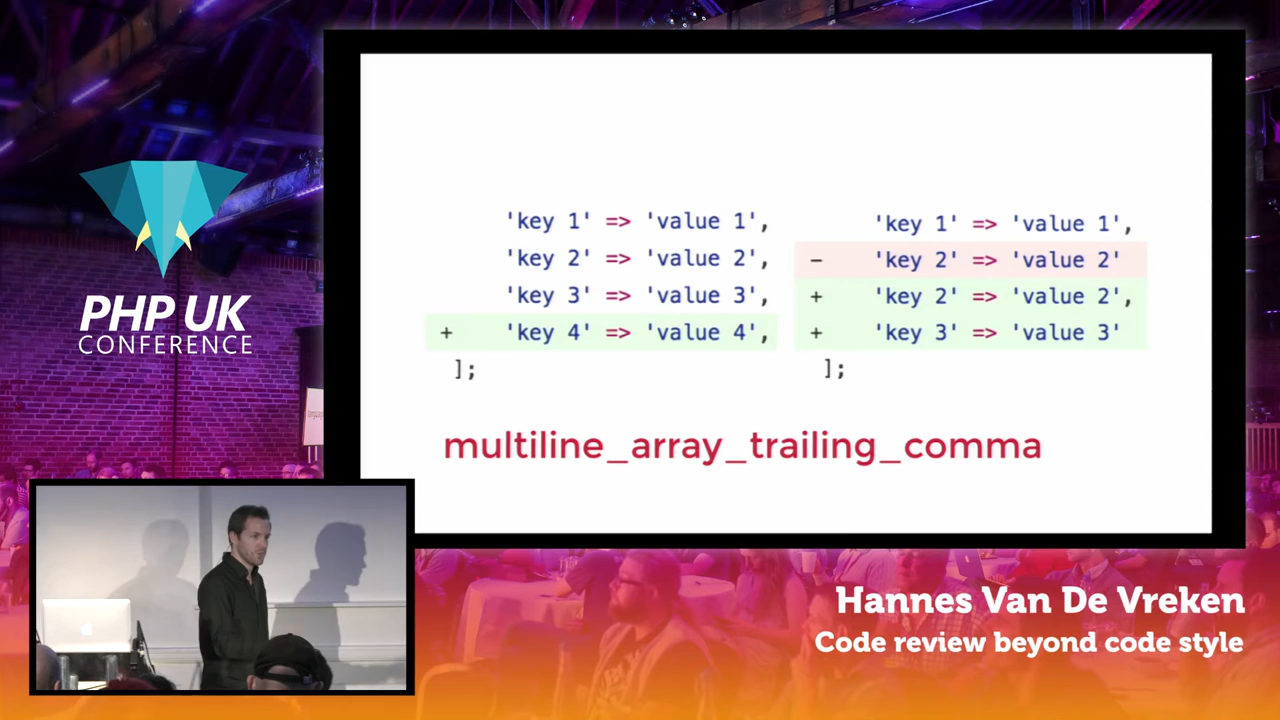 PHP UK
CONFERENCE
'key 1' => 'value 1',
'key 2' => 'value 2',
'key 3' => 'value 3',
+ 'key 4' => 'value 4',
];
'key 1' => 'value 1',
- 'key 2' => 'value 2'
+ 'key 2' => 'value 2',
+ 'key 3' => 'value 3'
];
multiline_array_trailing_comma
Hannes Van De Vreken
Code review beyond code style